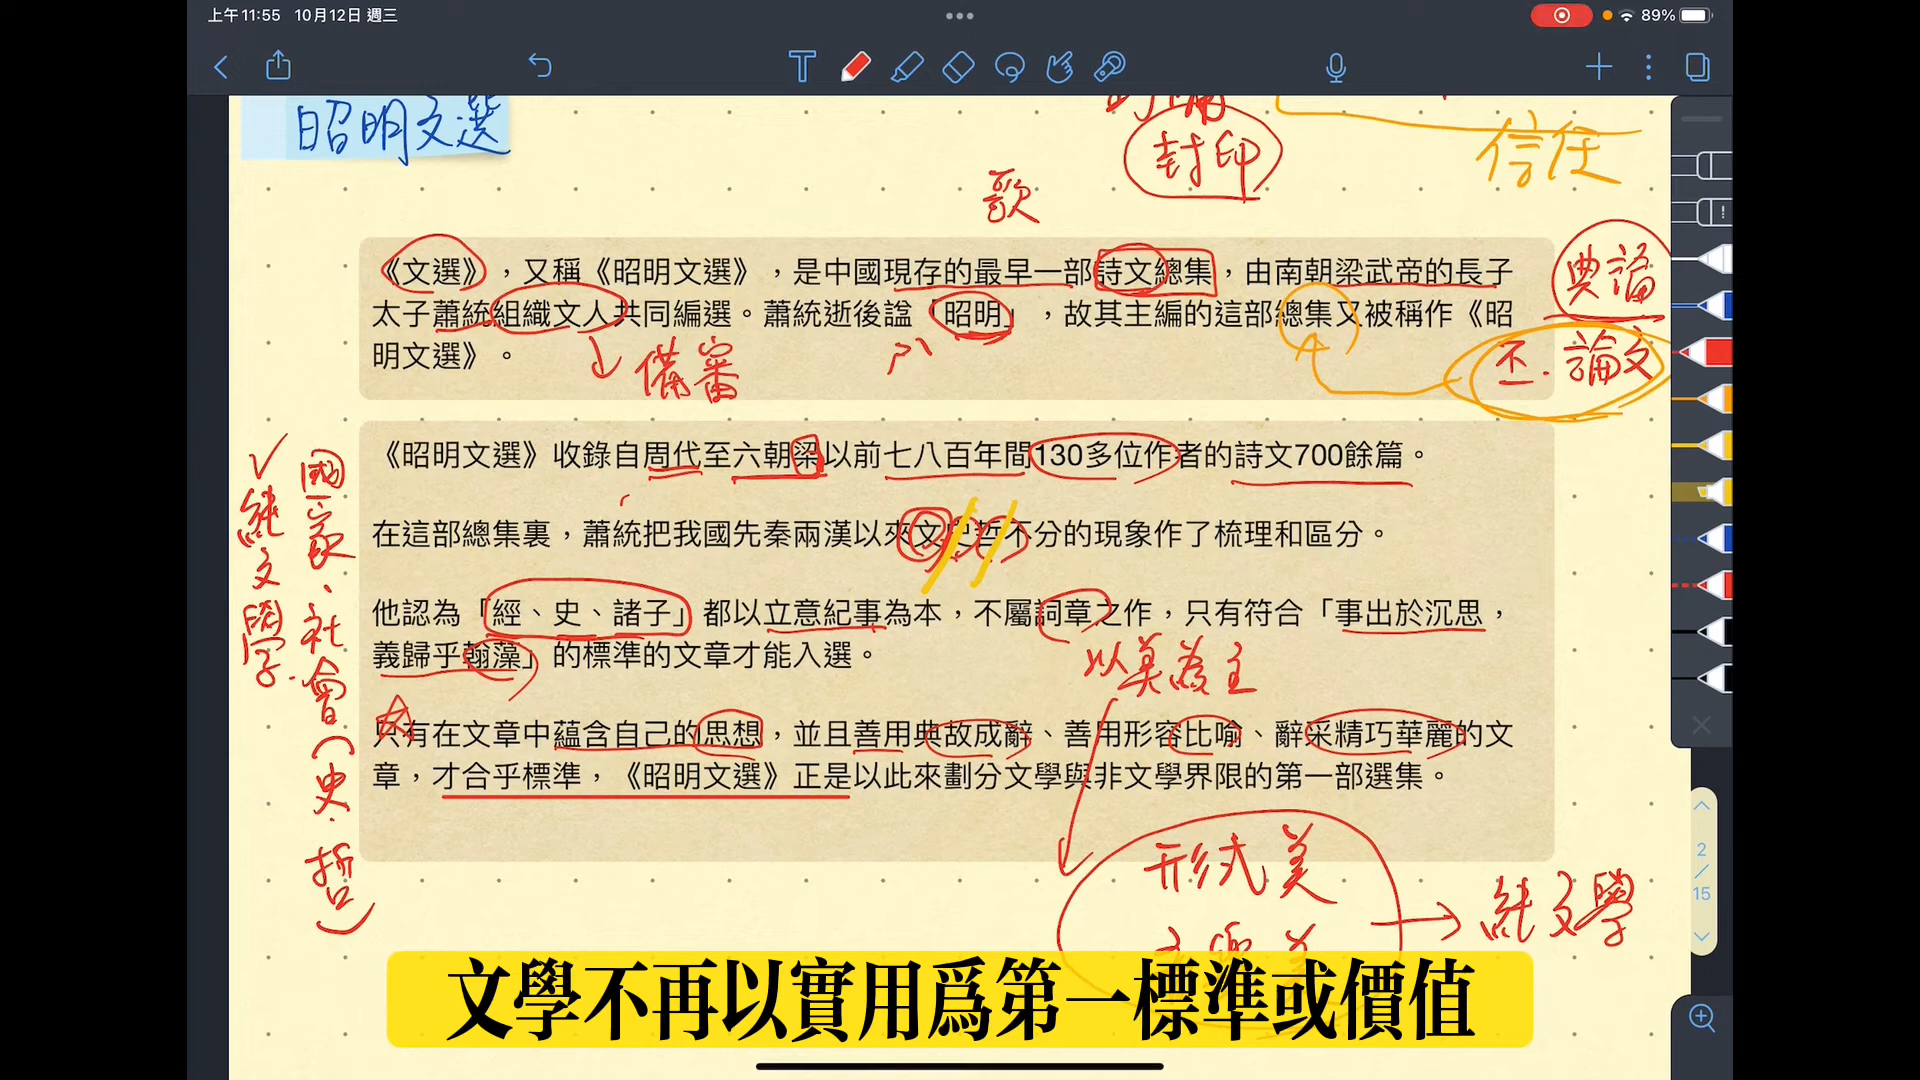 上午11:55 10月12日 週三
89%
昭明文選
封印
信任
歌
《文選》，又稱《昭明文選》，是中國現存的最早一部詩文總集，由南朝梁武帝的長子
太子蕭統組織文人共同編選。蕭統逝後諡「昭明」，故其主編的這部總集又被稱作《昭
明文選》。
備審
典論
丕．論文
《昭明文選》收錄自周代至六朝梁以前七八百年間130多位作者的詩文700餘篇。
在這部總集裏，蕭統把我國先秦兩漢以來文史哲不分的現象作了梳理和區分。
他認為「經、史、諸子」都以立意紀事為本，不屬詞章之作，只有符合「事出於沉思，
義歸乎翰藻」的標準的文章才能入選。
以美為主
只有在文章中蘊含自己的思想，並且善用典故成辭、善用形容比喻、辭采精巧華麗的文
章，才合乎標準，《昭明文選》正是以此來劃分文學與非文學界限的第一部選集。
國家、社會（史．哲）
純文學
形式美
純文學
2
/
15
文學不再以實用爲第一標準或價值